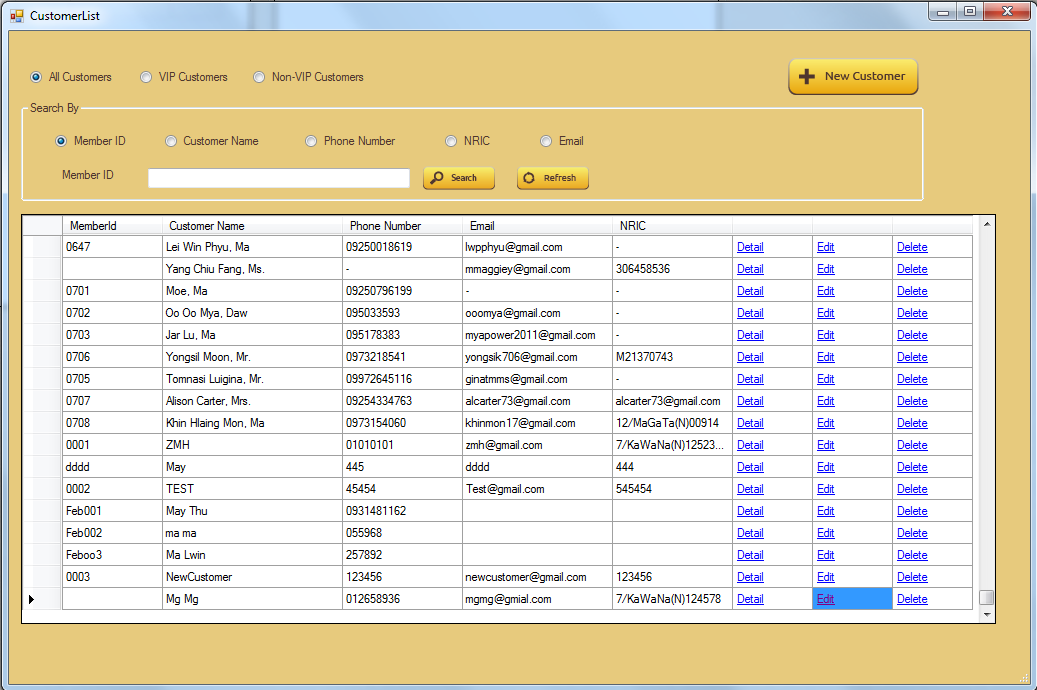 CustomerList
All Customers VIP Customers Non-VIP Customers New Customer
Search By
Member ID Customer Name Phone Number NRIC Email
Member ID Search Refresh
MemberId Customer Name Phone Number Email NRIC
0647 Lei Win Phyu, Ma 09250018619 lwpphyu@gmail.com - Detail Edit Delete
Yang Chiu Fang, Ms. - mmaggiey@gmail.com 306458536 Detail Edit Delete
0701 Moe, Ma 09250796199 - - Detail Edit Delete
0702 Oo Oo Mya, Daw 095033593 ooomya@gmail.com - Detail Edit Delete
0703 Jar Lu, Ma 095178383 myapower2011@gmail.com - Detail Edit Delete
0706 Yongsil Moon, Mr. 0973218541 yongsik706@gmail.com M21370743 Detail Edit Delete
0705 Tomnasi Luigina, Mr. 09972645116 ginatmms@gmail.com - Detail Edit Delete
0707 Alison Carter, Mrs. 09254334763 alcarter73@gmail.com alcarter73@gmail.com Detail Edit Delete
0708 Khin Hlaing Mon, Ma 0973154060 khinmon17@gmail.com 12/MaGaTa(N)00914 Detail Edit Delete
0001 ZMH 01010101 zmh@gmail.com 7/KaWaNa(N)12523... Detail Edit Delete
dddd May 445 dddd 444 Detail Edit Delete
0002 TEST 45454 Test@gmail.com 545454 Detail Edit Delete
Feb001 May Thu 0931481162 Detail Edit Delete
Feb002 ma ma 055968 Detail Edit Delete
Feboo3 Ma Lwin 257892 Detail Edit Delete
0003 NewCustomer 123456 newcustomer@gmail.com 123456 Detail Edit Delete
Mg Mg 012658936 mgmg@gmial.com 7/KaWaNa(N)124578 Detail Edit Delete